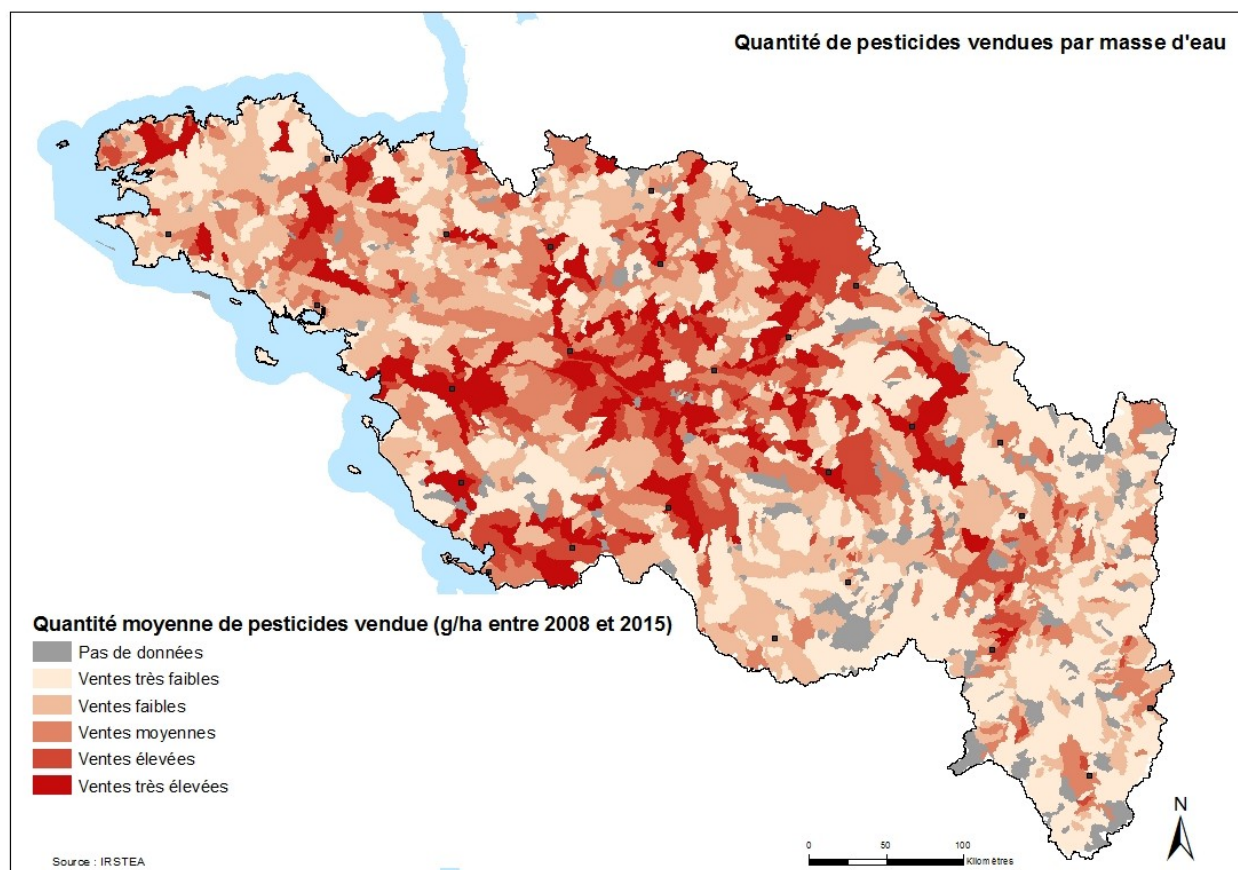 Quantité de pesticides vendues par masse d'eau
Quantité moyenne de pesticides vendue (g/ha entre 2008 et 2015)
Pas de données
Ventes très faibles
Ventes faibles
Ventes moyennes
Ventes élevées
Ventes très élevées
N
0 50 100
Kilomètres
Source : IRSTEA